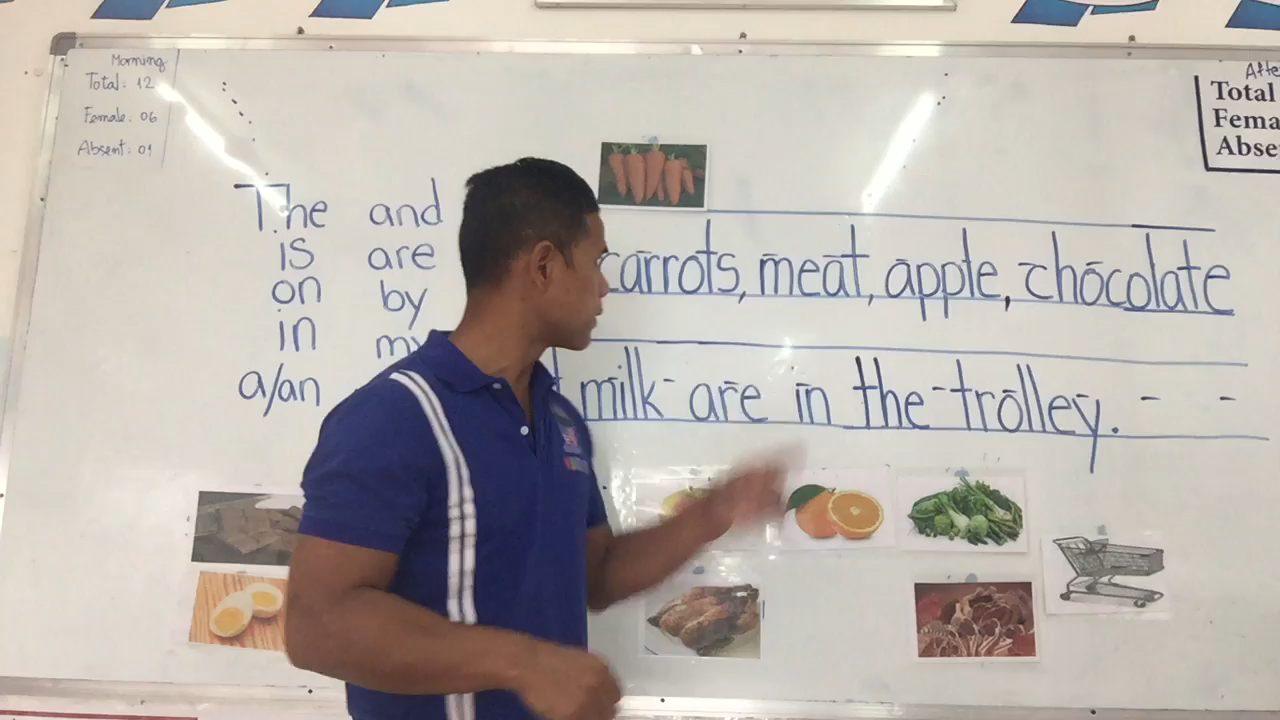 Morning
Total: 12
Female: 06
Absent: 01
Total
The and
is are
on by
in
a/an
carrots, meat, apple, chocolate
milk are in the trolley.